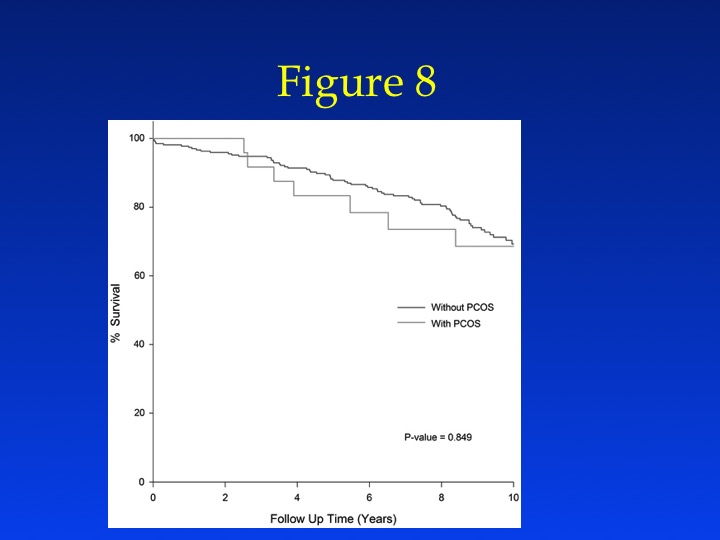 Figure 8
100
80
60
40
20
0
% Survival
Without PCOS
With PCOS
P-value = 0.849
0 2 4 6 8 10
Follow Up Time (Years)